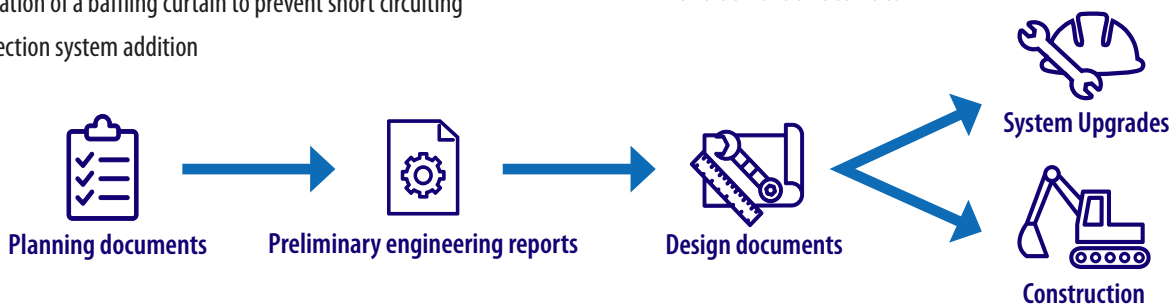 ation of a baffling curtain to prevent short circuiting
ection system addition
System Upgrades
Planning documents
Preliminary engineering reports
Design documents
Construction